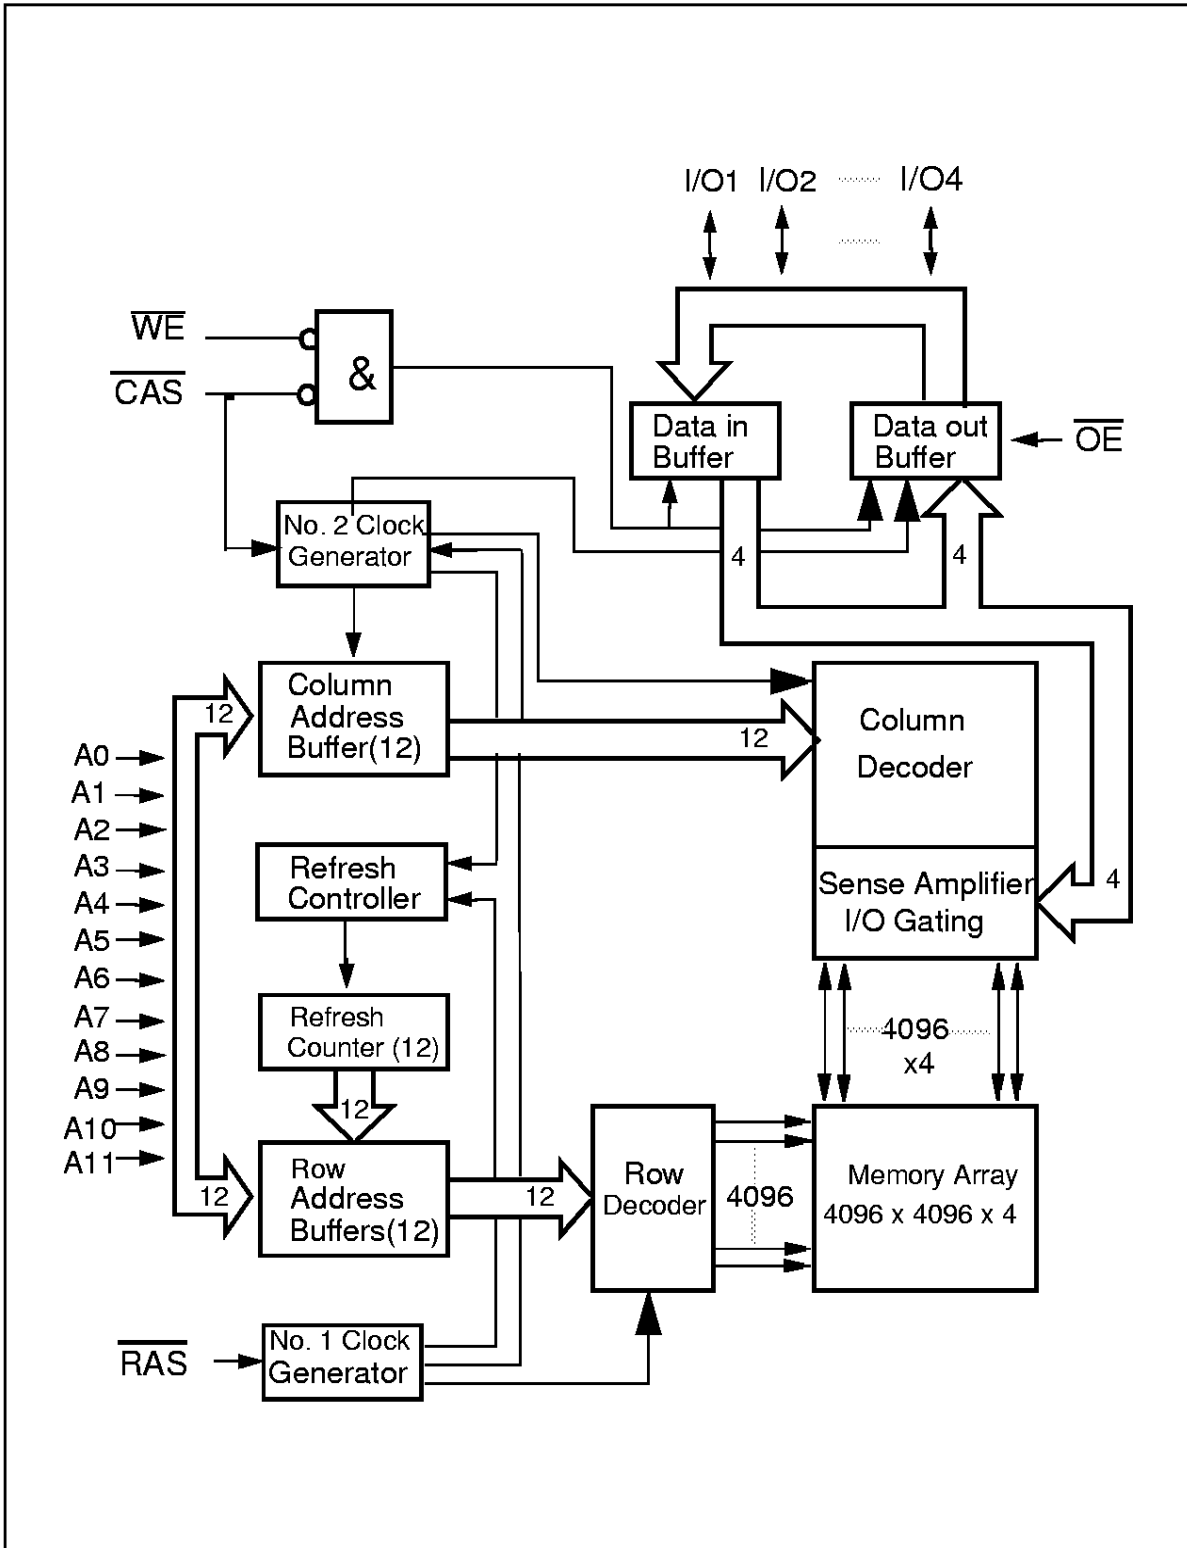 I/O1 I/O2 I/O4
WE
&
CAS
Data in
Buffer
Data out
Buffer
OE
No. 2 Clock
Generator
4
4
Column
Address
Buffer(12)
12
12
Column
Decoder
A0
A1
A2
A3
A4
A5
A6
A7
A8
A9
A10
A11
Refresh
Controller
Sense Amplifier
I/O Gating
4
Refresh
Counter (12)
4096
x4
12
Row
Address
Buffers(12)
12
12
Row
Decoder
4096
Memory Array
4096 x 4096 x 4
RAS
No. 1 Clock
Generator